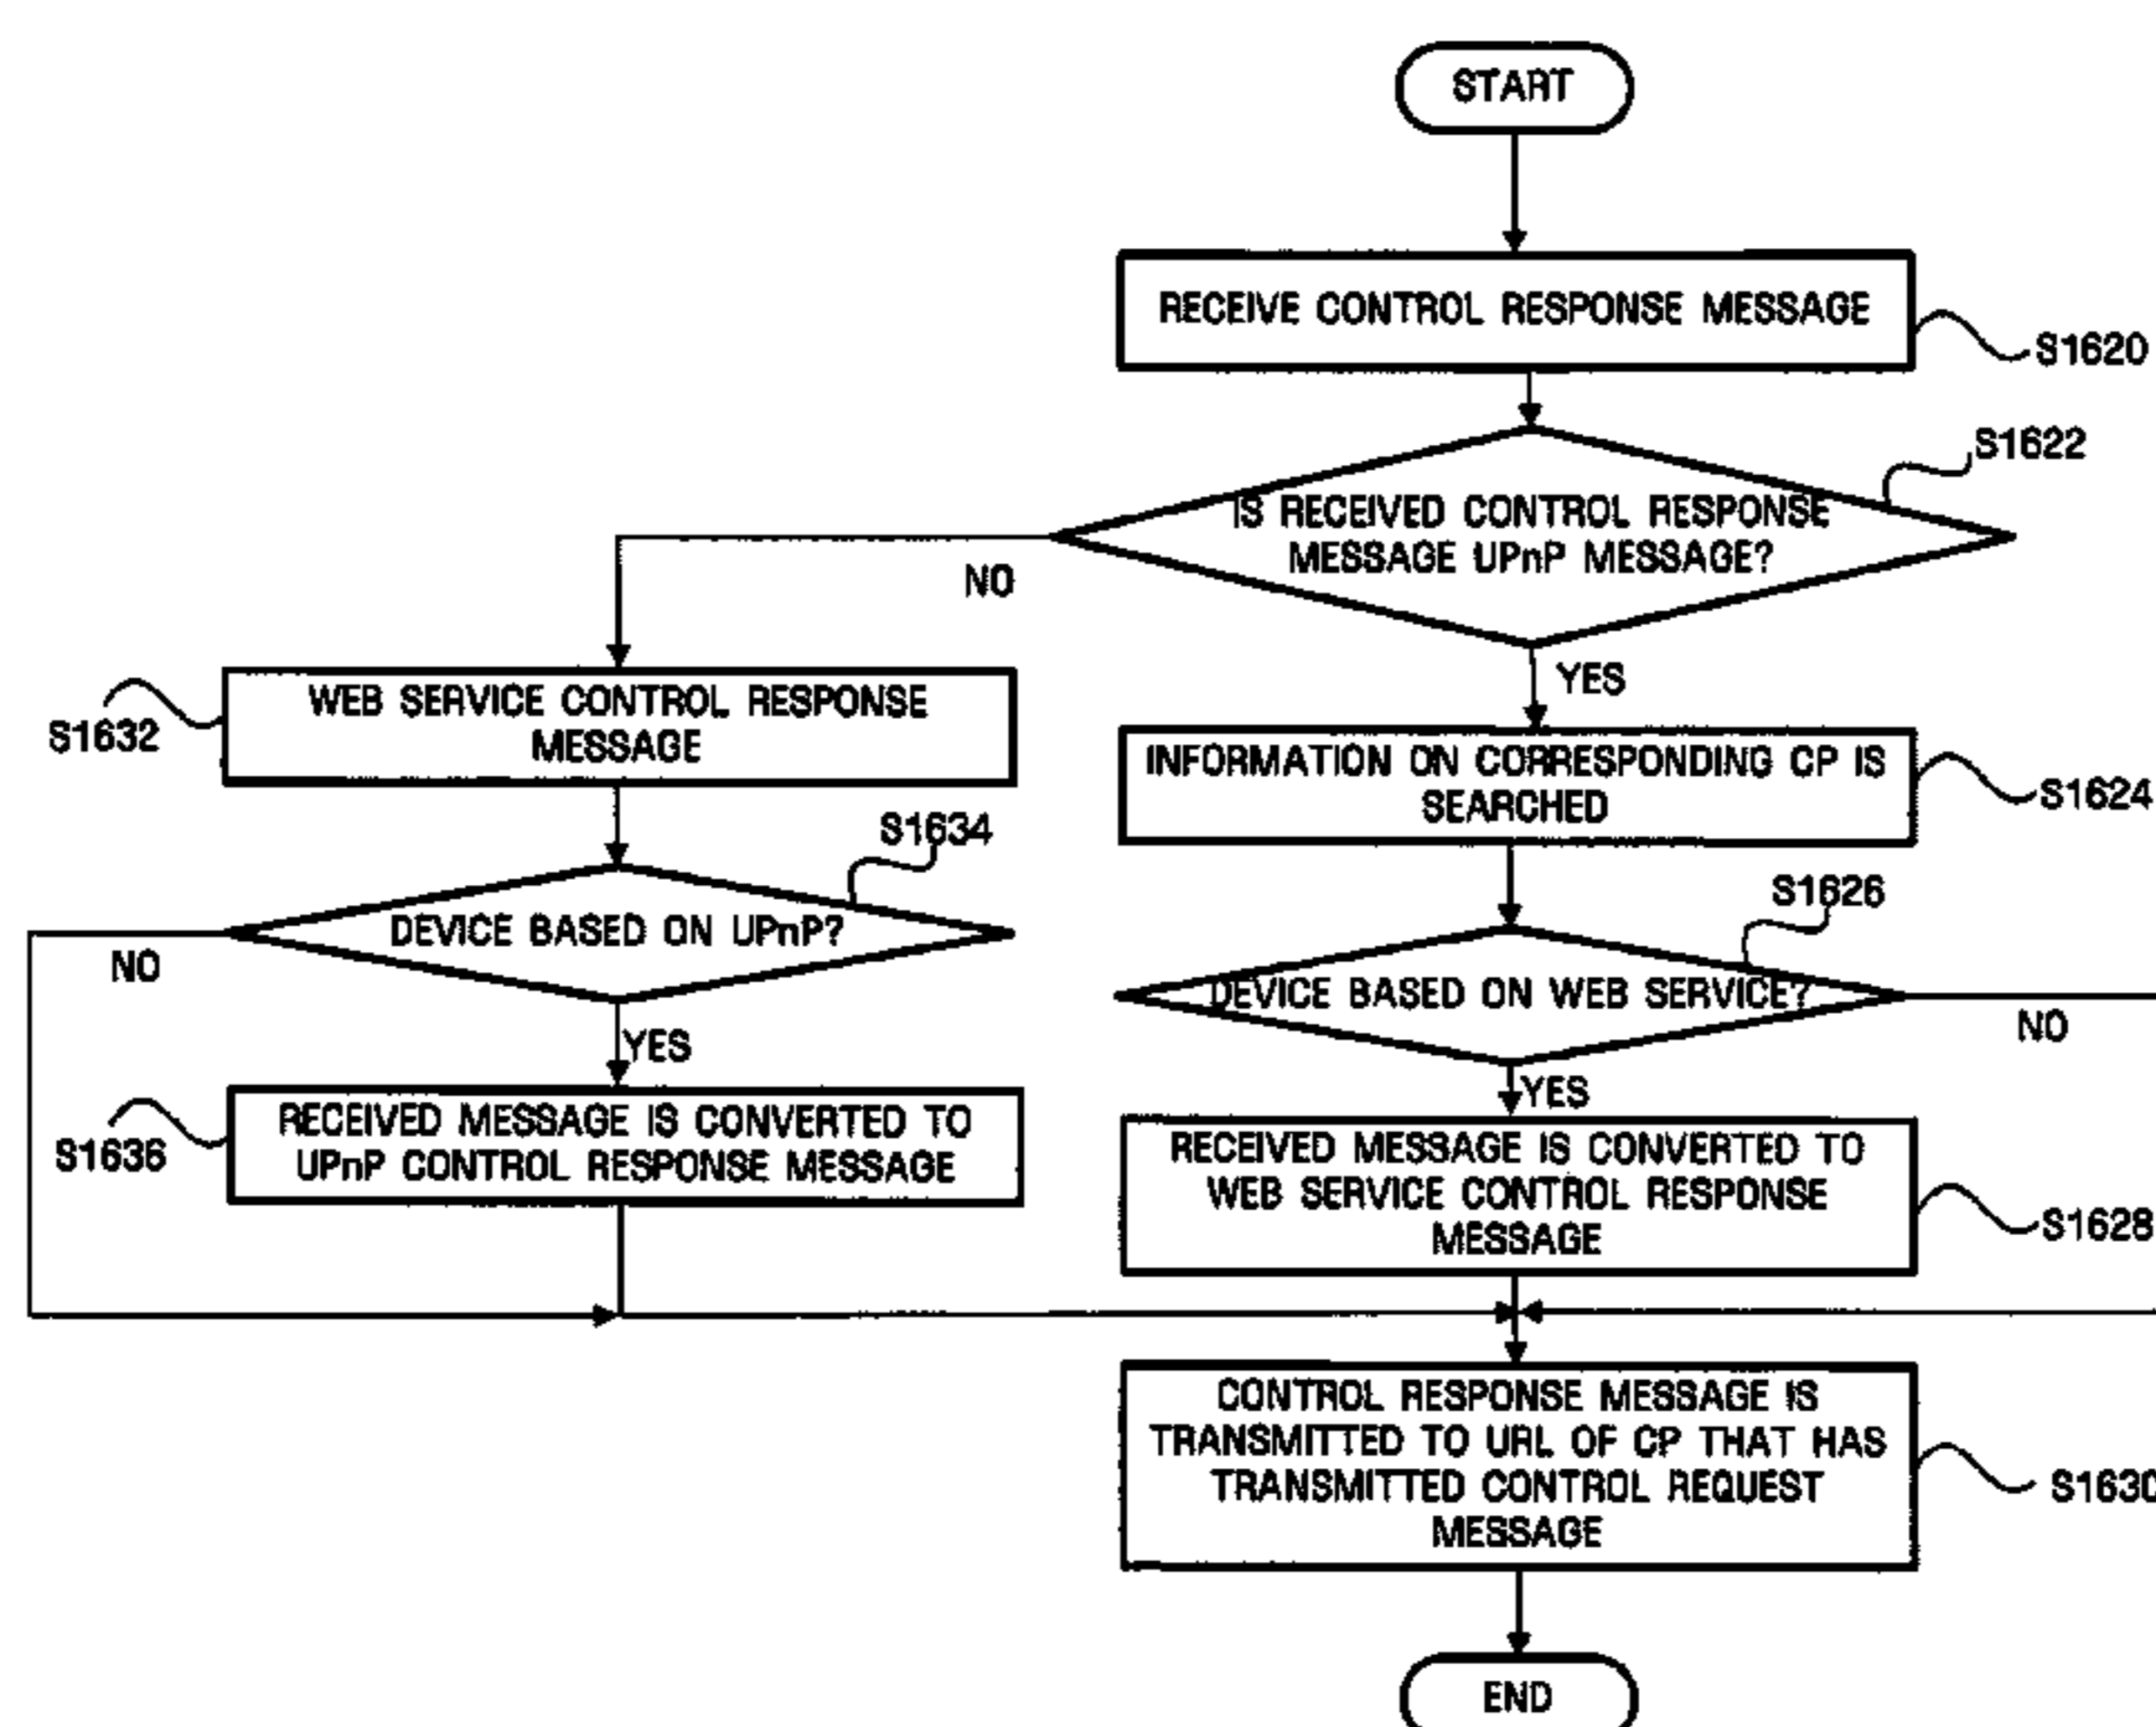 START
RECEIVE CONTROL RESPONSE MESSAGE
S1620
S1622
IS RECEIVED CONTROL RESPONSE
MESSAGE UPnP MESSAGE?
NO
YES
WEB SERVICE CONTROL RESPONSE
MESSAGE
S1632
INFORMATION ON CORRESPONDING CP IS
SEARCHED
S1624
S1634
DEVICE BASED ON UPnP?
NO
YES
S1626
DEVICE BASED ON WEB SERVICE?
NO
YES
RECEIVED MESSAGE IS CONVERTED TO
UPnP CONTROL RESPONSE MESSAGE
S1636
RECEIVED MESSAGE IS CONVERTED TO
WEB SERVICE CONTROL RESPONSE
MESSAGE
S1628
CONTROL RESPONSE MESSAGE IS
TRANSMITTED TO URL OF CP THAT HAS
TRANSMITTED CONTROL REQUEST
MESSAGE
S1630
END